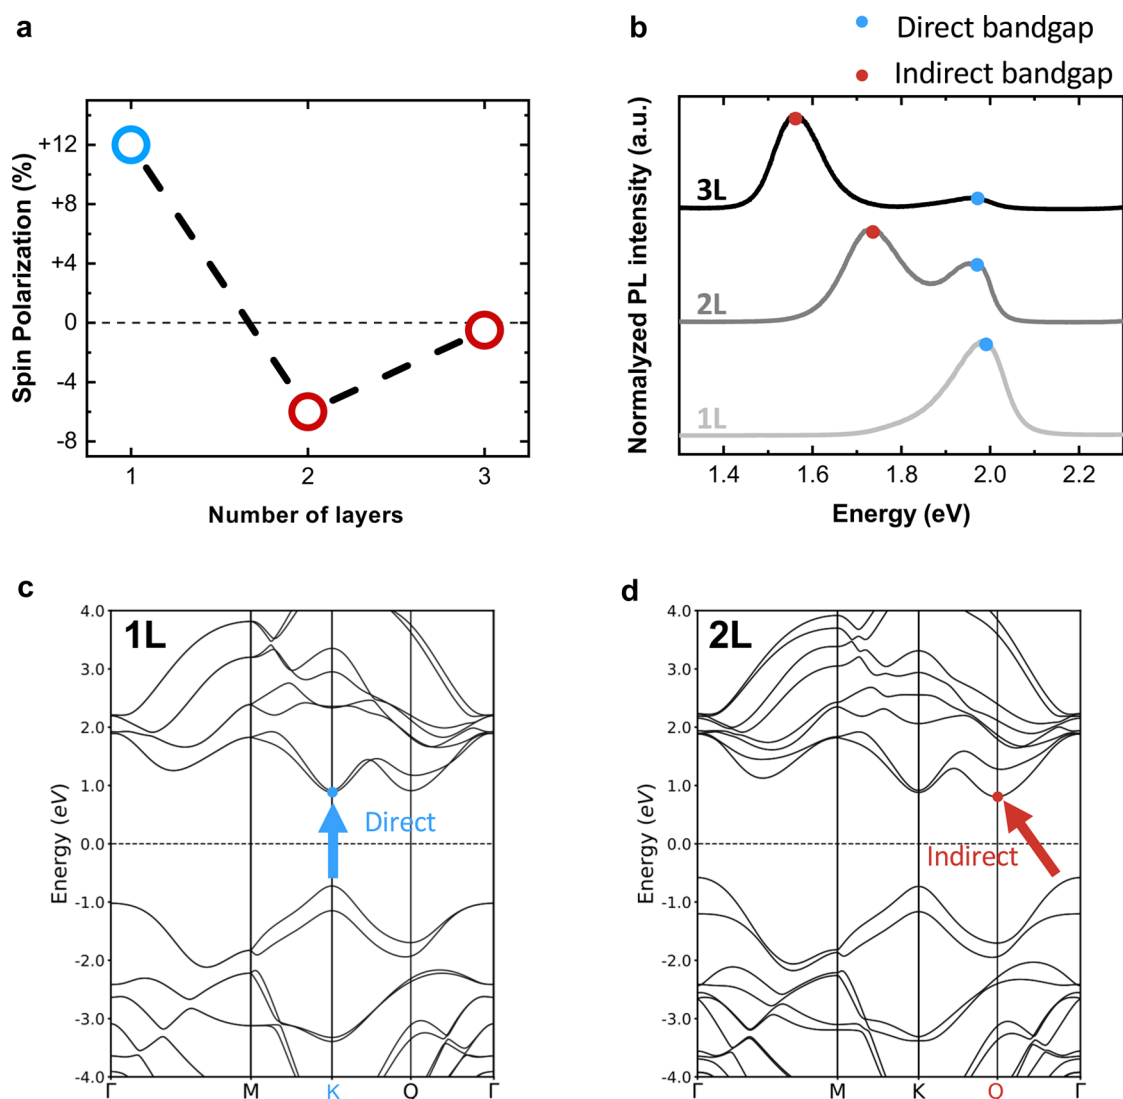 a
+12
+8
+4
0
-4
-8
Spin Polarization (%)
1
2
3
Number of layers
b
Direct bandgap
Indirect bandgap
Normalyzed PL intensity (a.u.)
3L
2L
1L
1.4
1.6
1.8
2.0
2.2
Energy (eV)
c
1L
4.0
3.0
2.0
1.0
0.0
-1.0
-2.0
-3.0
-4.0
Energy (eV)
Direct
Γ
M
K
Q
Γ
d
2L
4.0
3.0
2.0
1.0
0.0
-1.0
-2.0
-3.0
-4.0
Energy (eV)
Indirect
Γ
M
K
Q
Γ